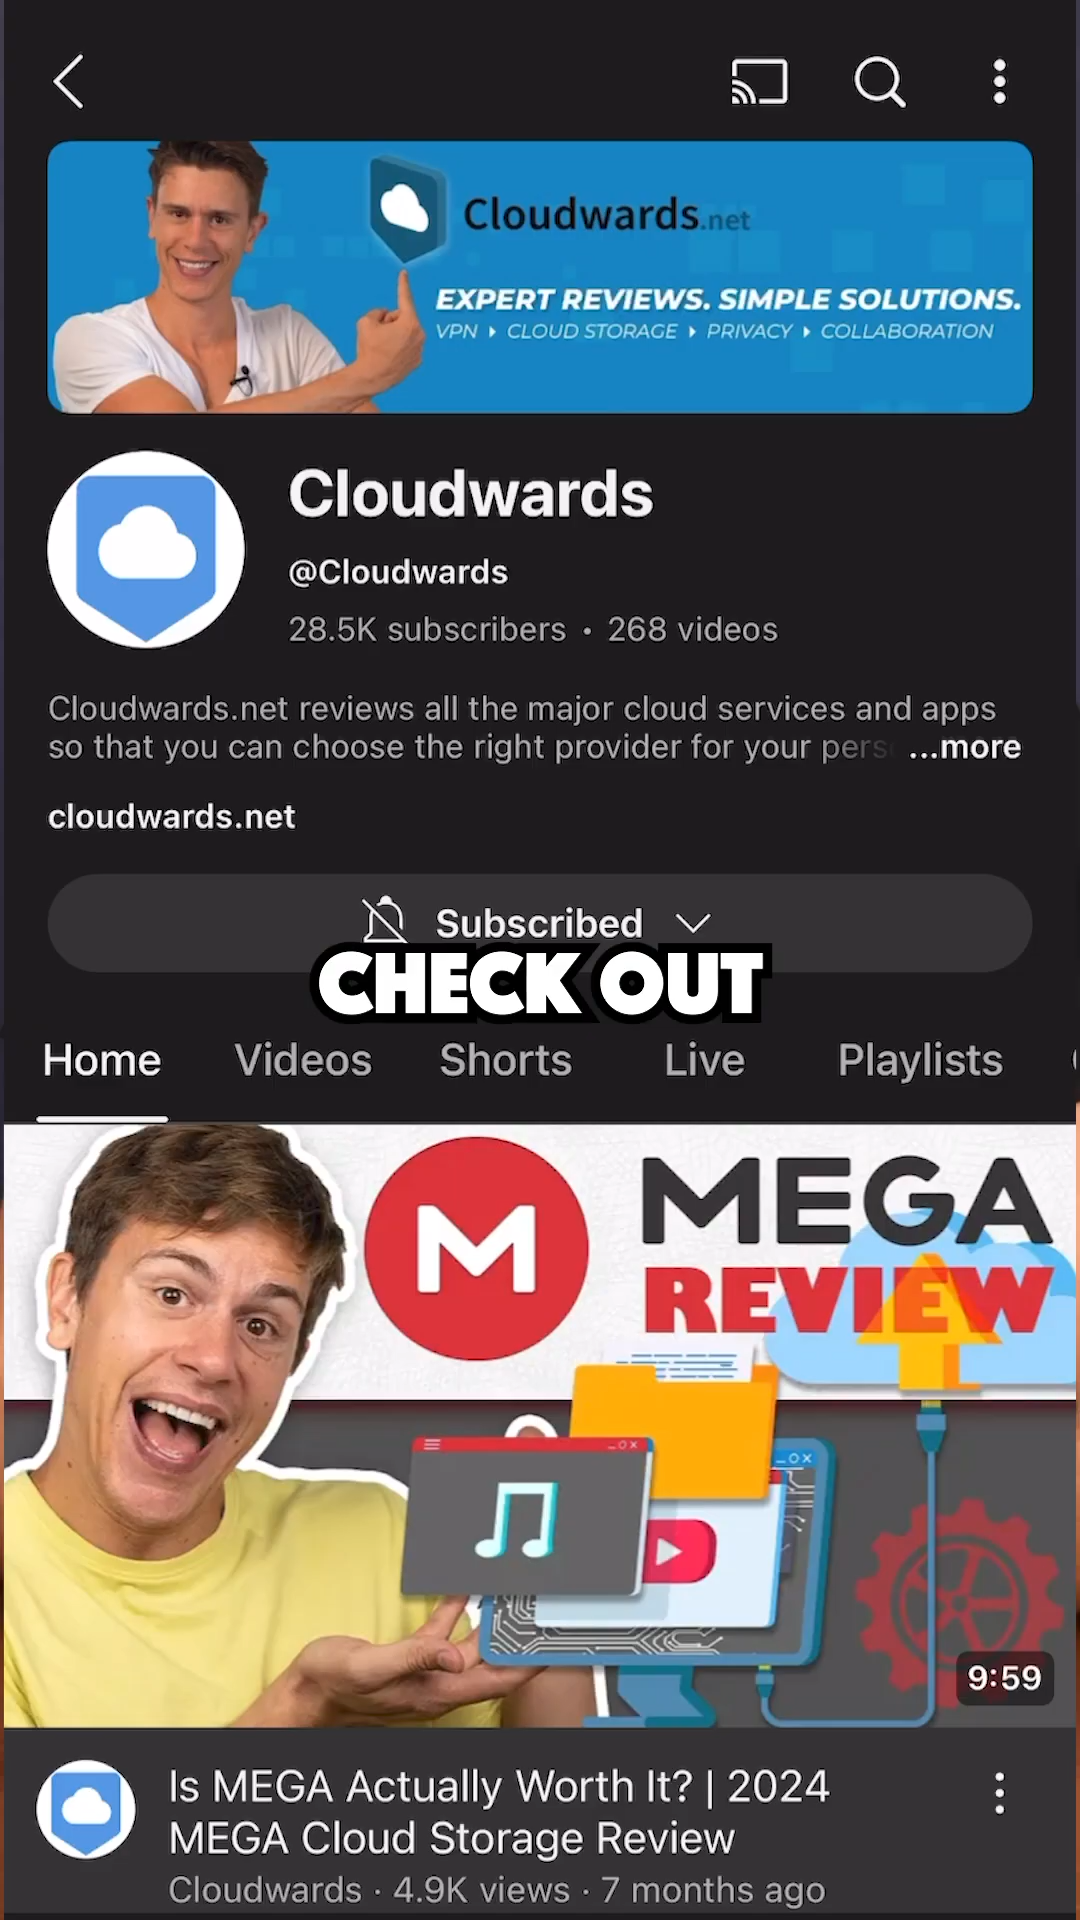 Cloudwards.net
EXPERT REVIEWS. SIMPLE SOLUTIONS.
VPN ▸ CLOUD STORAGE ▸ PRIVACY ▸ COLLABORATION
Cloudwards
@Cloudwards
28.5K subscribers • 268 videos
Cloudwards.net reviews all the major cloud services and apps
so that you can choose the right provider for your pers ...more
cloudwards.net
Subscribed
CHECK OUT
Home Videos Shorts Live Playlists
M MEGA
REVIEW
9:59
Is MEGA Actually Worth It? | 2024
MEGA Cloud Storage Review
Cloudwards · 4.9K views · 7 months ago